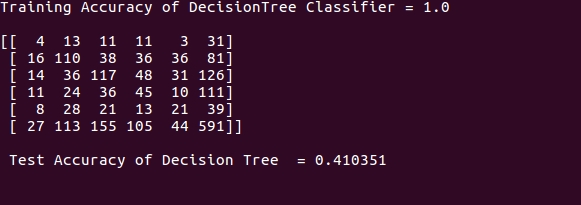 Training Accuracy of DecisionTree Classifier = 1.0
[[  4  13  11  11   3  31]
 [ 16 110  38  36  36  81]
 [ 14  36 117  48  31 126]
 [ 11  24  36  45  10 111]
 [  8  28  21  13  21  39]
 [ 27 113 155 105  44 591]]
Test Accuracy of Decision Tree  = 0.410351